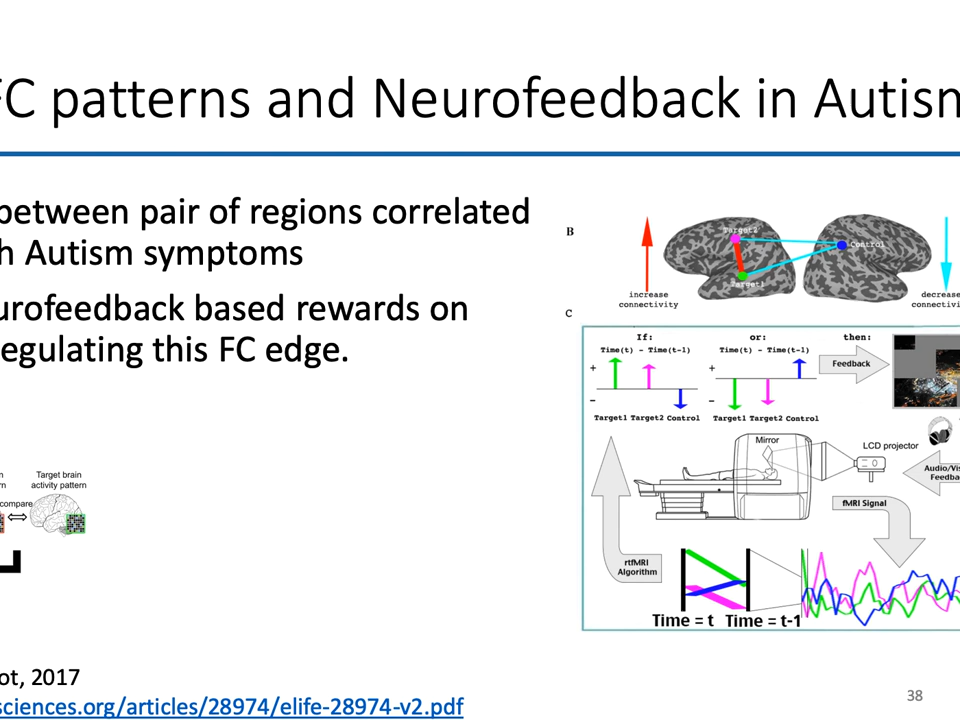 FC patterns and Neurofeedback in Autism
between pair of regions correlated
h Autism symptoms
urofeedback based rewards on
egulating this FC edge.
B
Target2
Control
Target1
increase
connectivity
decrease
connectivi
C
If:
or:
then:
Time(t) - Time(t-1)
Time(t) - Time(t-1)
+
+
Feedback
–
–
Target1 Target2 Control
Target1 Target2 Control
Mirror
LCD projector
Audio/Vis
Feedba
fMRI Signal
rtfMRI
Algorithm
Time = t Time = t-1
n
rn
Target brain
activity pattern
compare
ot, 2017
sciences.org/articles/28974/elife-28974-v2.pdf
38